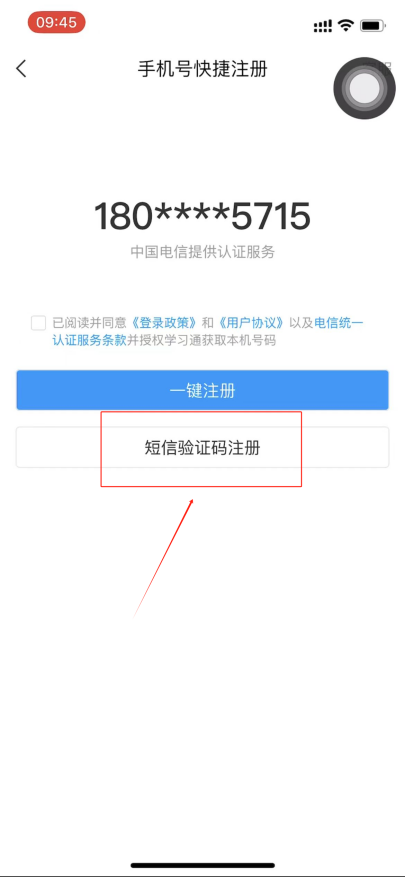 09:45
手机号快捷注册
180****5715
中国电信提供认证服务
已阅读并同意《登录政策》和《用户协议》以及电信统一
认证服务条款并授权学习通获取本机号码
一键注册
短信验证码注册